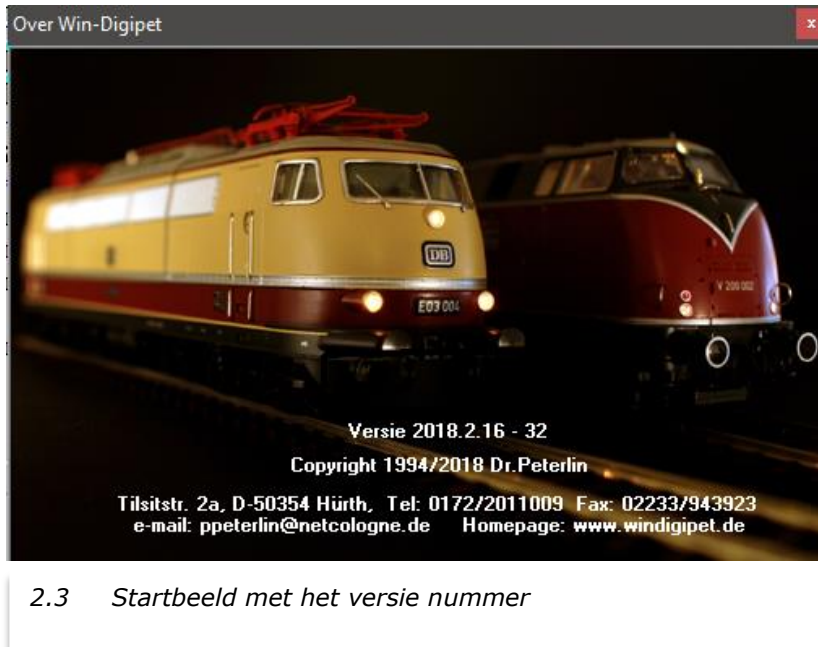 Over Win-Digipet
x
DB
E03 004
V 200 002
Versie 2018.2.16 - 32
Copyright 1994/2018 Dr.Peterlin
Tilsitstr. 2a, D-50354 Hürth, Tel: 0172/2011009 Fax: 02233/943923
e-mail: ppeterlin@netcologne.de Homepage: www.windigipet.de
2.3 Startbeeld met het versie nummer